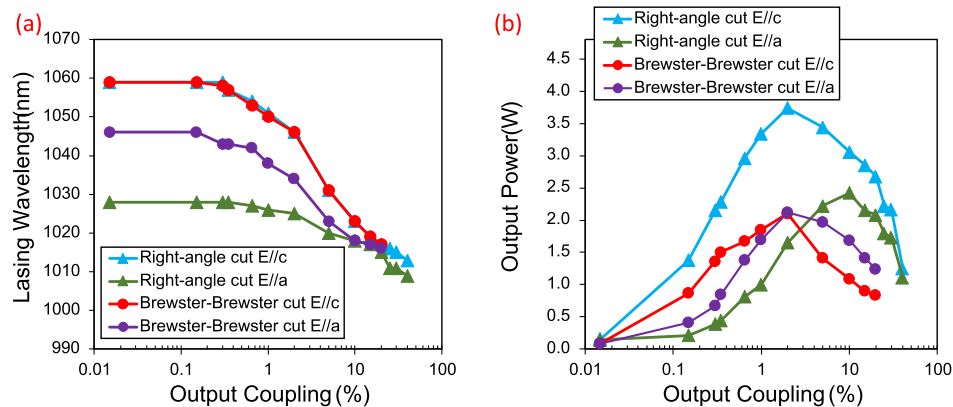 (a)
1070
1060
1050
1040
1030
1020
1010
1000
990
0.01
0.1
1
10
100
Lasing Wavelength(nm)
Output Coupling (%)
Right-angle cut E//c
Right-angle cut E//a
Brewster-Brewster cut E//c
Brewster-Brewster cut E//a
(b)
4.5
4.0
3.5
3.0
2.5
2.0
1.5
1.0
0.5
0.0
0.01
0.1
1
10
100
Output Power(W)
Output Coupling (%)
Right-angle cut E//c
Right-angle cut E//a
Brewster-Brewster cut E//c
Brewster-Brewster cut E//a